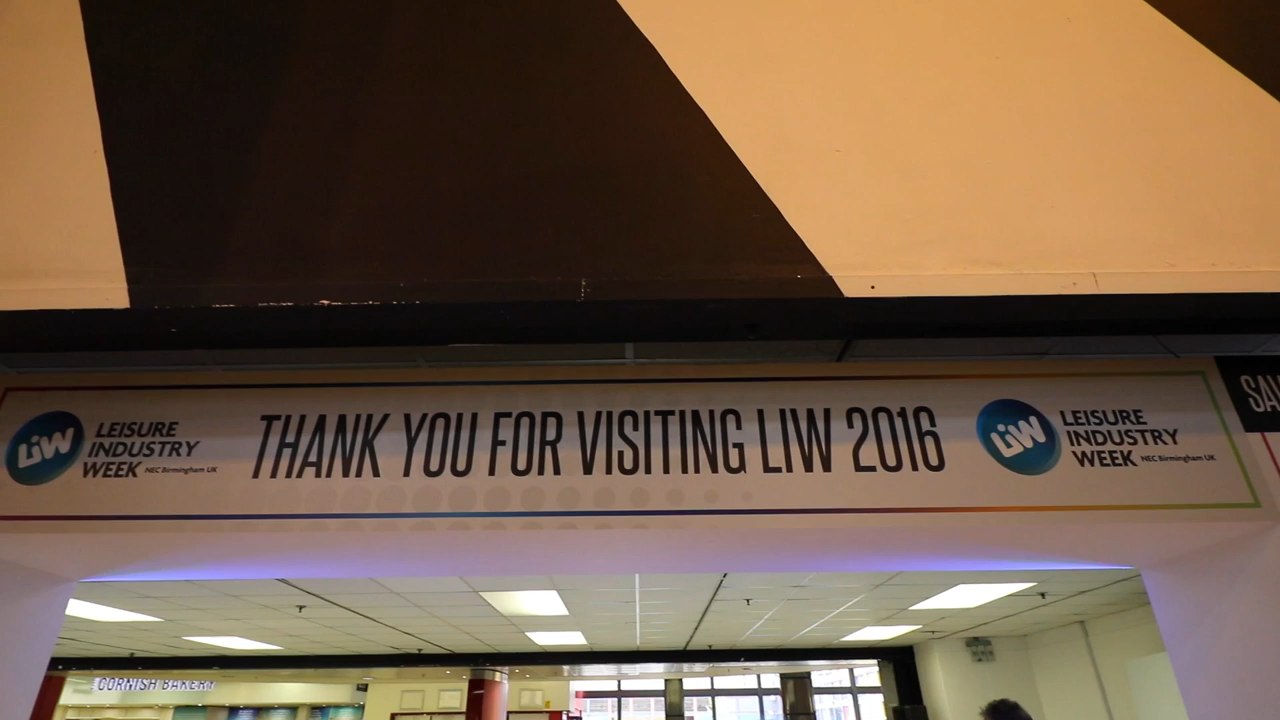 LiW
LEISURE
INDUSTRY
WEEK NEC Birmingham UK
THANK YOU FOR VISITING LIW 2016
LiW
LEISURE
INDUSTRY
WEEK NEC Birmingham UK
CORNISH BAKERY